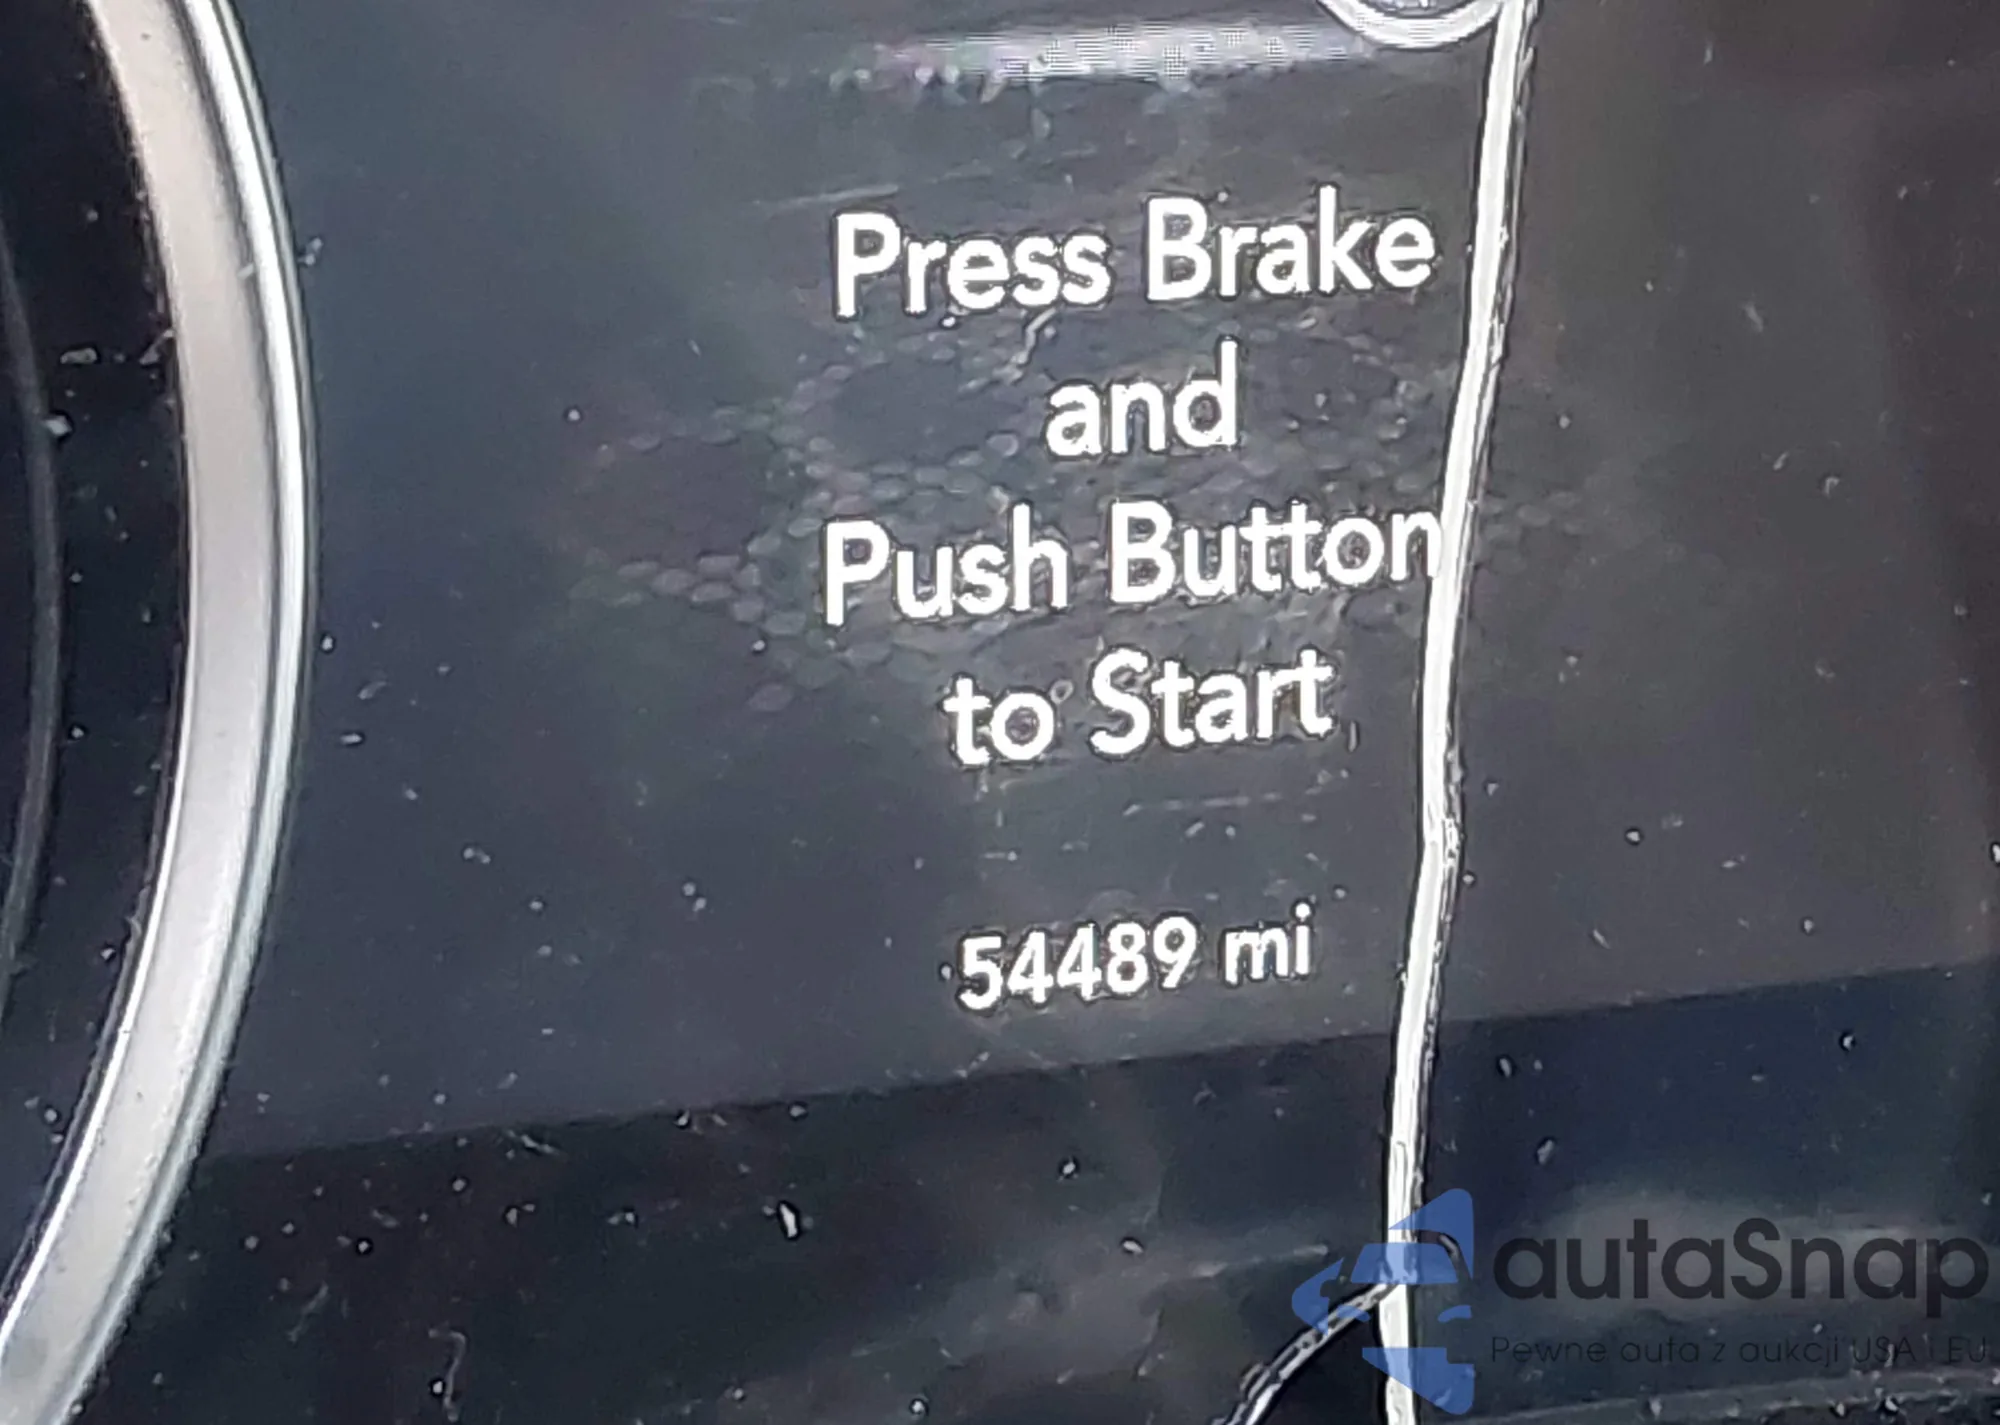 Press Brake
and
Push Button
to Start
54489 mi
autaSnap
Pewne auta z aukcji USA i EU